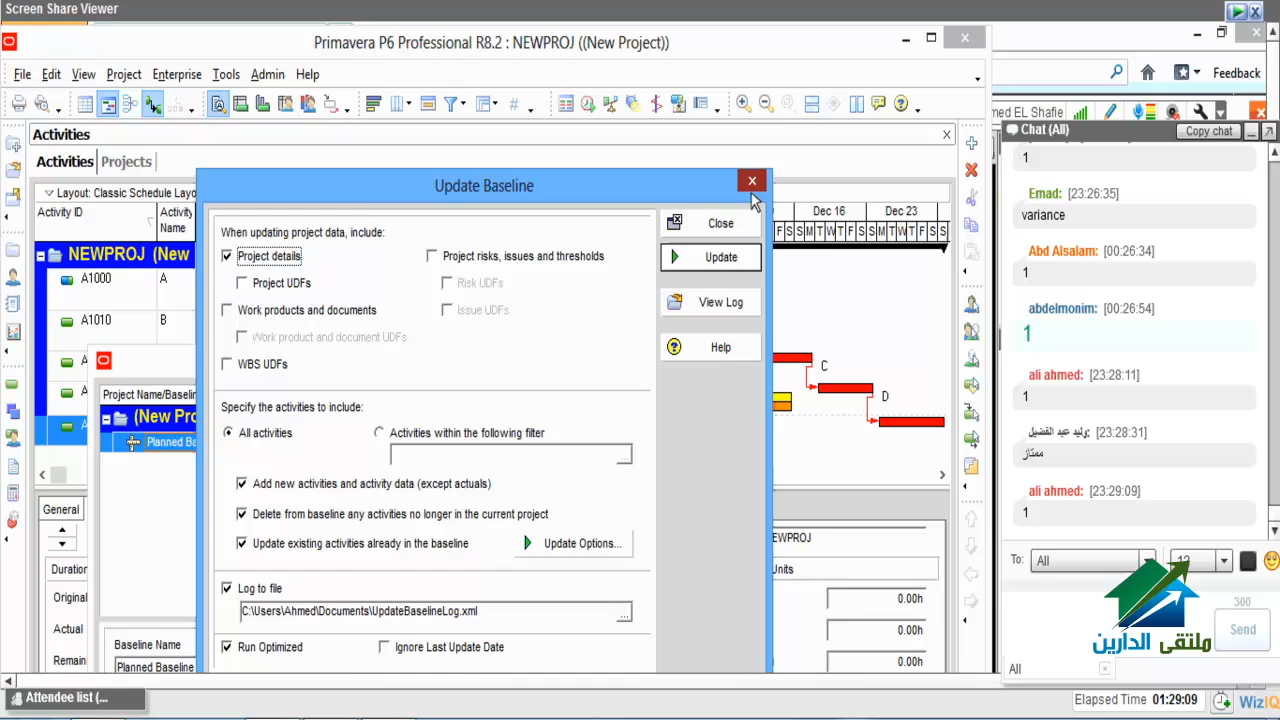 Screen Share Viewer
Primavera P6 Professional R8.2 : NEWPROJ ((New Project))
File Edit View Project Enterprise Tools Admin Help
Feedback
Activities
Activities Projects
Layout: Classic Schedule Layo
Activity ID
Activity Name
Dec 16
Dec 23
NEWPROJ (New
A1000 A
A1010 B
C
D
Project Name/Baselin
(New Pro
Planned Ba
General
Duration
Original
Actual
Remain
Baseline Name
Planned Baseline
EWPROJ
Units
0.00h
0.00h
0.00h
Update Baseline
When updating project data, include:
Project details
Project risks, issues and thresholds
Project UDFs
Risk UDFs
Work products and documents
Issue UDFs
Work product and document UDFs
WBS UDFs
Specify the activities to include:
All activities
Activities within the following filter
Add new activities and activity data (except actuals)
Delete from baseline any activities no longer in the current project
Update existing activities already in the baseline
Update Options...
Log to file
C:\Users\Ahmed\Documents\UpdateBaselineLog.xml
Run Optimized
Ignore Last Update Date
Close
Update
View Log
Help
ed EL Shafie
Chat (All)
Copy chat
1
Emad: [23:26:35]
variance
Abd Alsalam: [00:26:34]
1
abdelmonim: [00:26:54]
1
ali ahmed: [23:28:11]
1
وليد عبد الفضيل: [23:28:31]
ممتاز
ali ahmed: [23:29:09]
1
To: All 12
300
Send
ملتقى الدارين
All
Attendee list (...
Elapsed Time 01:29:09
WizIQ